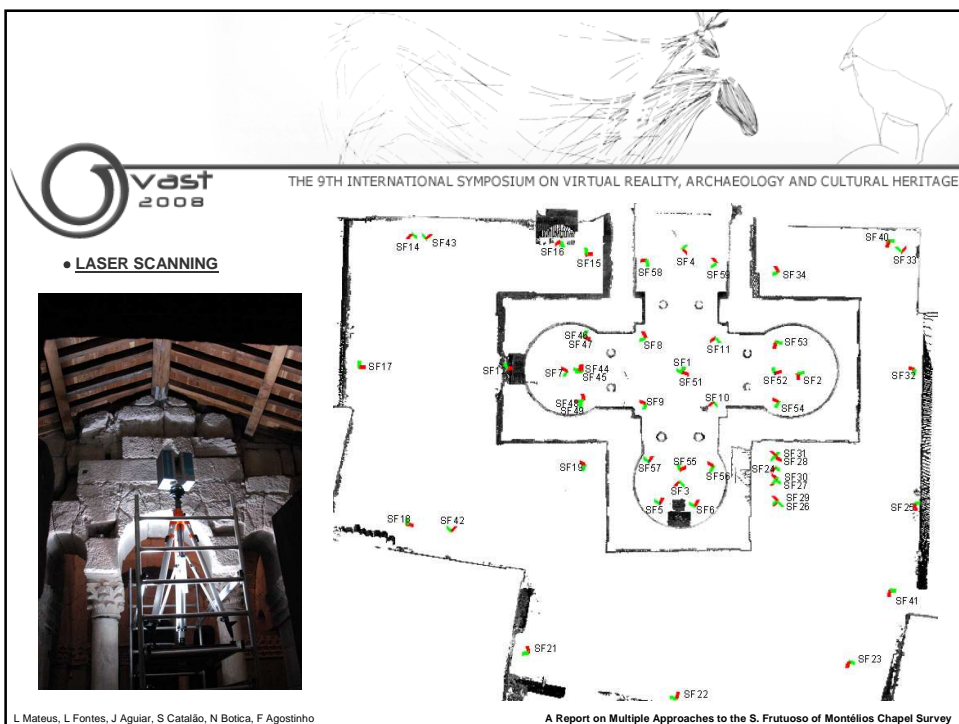 vast
2008
THE 9TH INTERNATIONAL SYMPOSIUM ON VIRTUAL REALITY, ARCHAEOLOGY AND CULTURAL HERITAGE
• LASER SCANNING
SF14
SF43
SF16
SF15
SF58
SF4
SF59
SF34
SF40
SF33
SF46
SF47
SF8
SF11
SF53
SF17
SF7
SF44
SF45
SF1
SF51
SF52
SF2
SF32
SF48
SF49
SF9
SF10
SF54
SF19
SF57
SF55
SF56
SF24
SF31
SF28
SF30
SF27
SF29
SF26
SF3
SF5
SF6
SF25
SF18
SF42
SF41
SF21
SF23
SF22
L Mateus, L Fontes, J Aguiar, S Catalão, N Botica, F Agostinho
A Report on Multiple Approaches to the S. Frutuoso of Montélios Chapel Survey